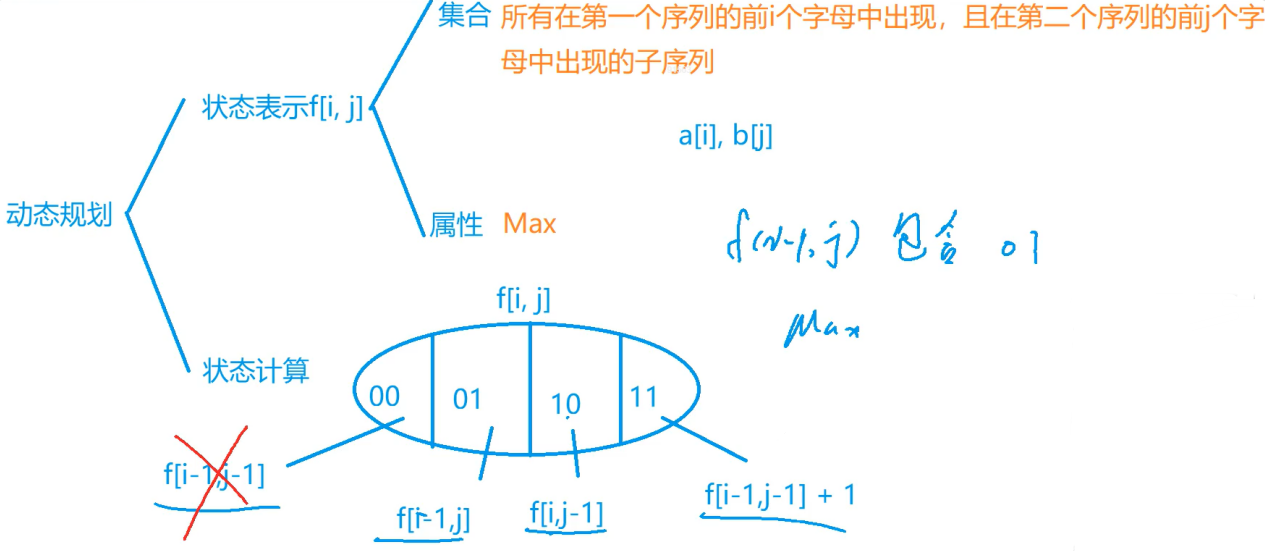 集合 所有在第一个序列的前i个字母中出现，且在第二个序列的前j个字
母中出现的子序列
状态表示f[i, j]
a[i], b[j]
动态规划
属性 Max
f(i-1, j) 包含 01
f[i, j]
Max
状态计算
00 01 10 11
f[i-1,j-1]
f[i-1,j] f[i,j-1] f[i-1,j-1] + 1